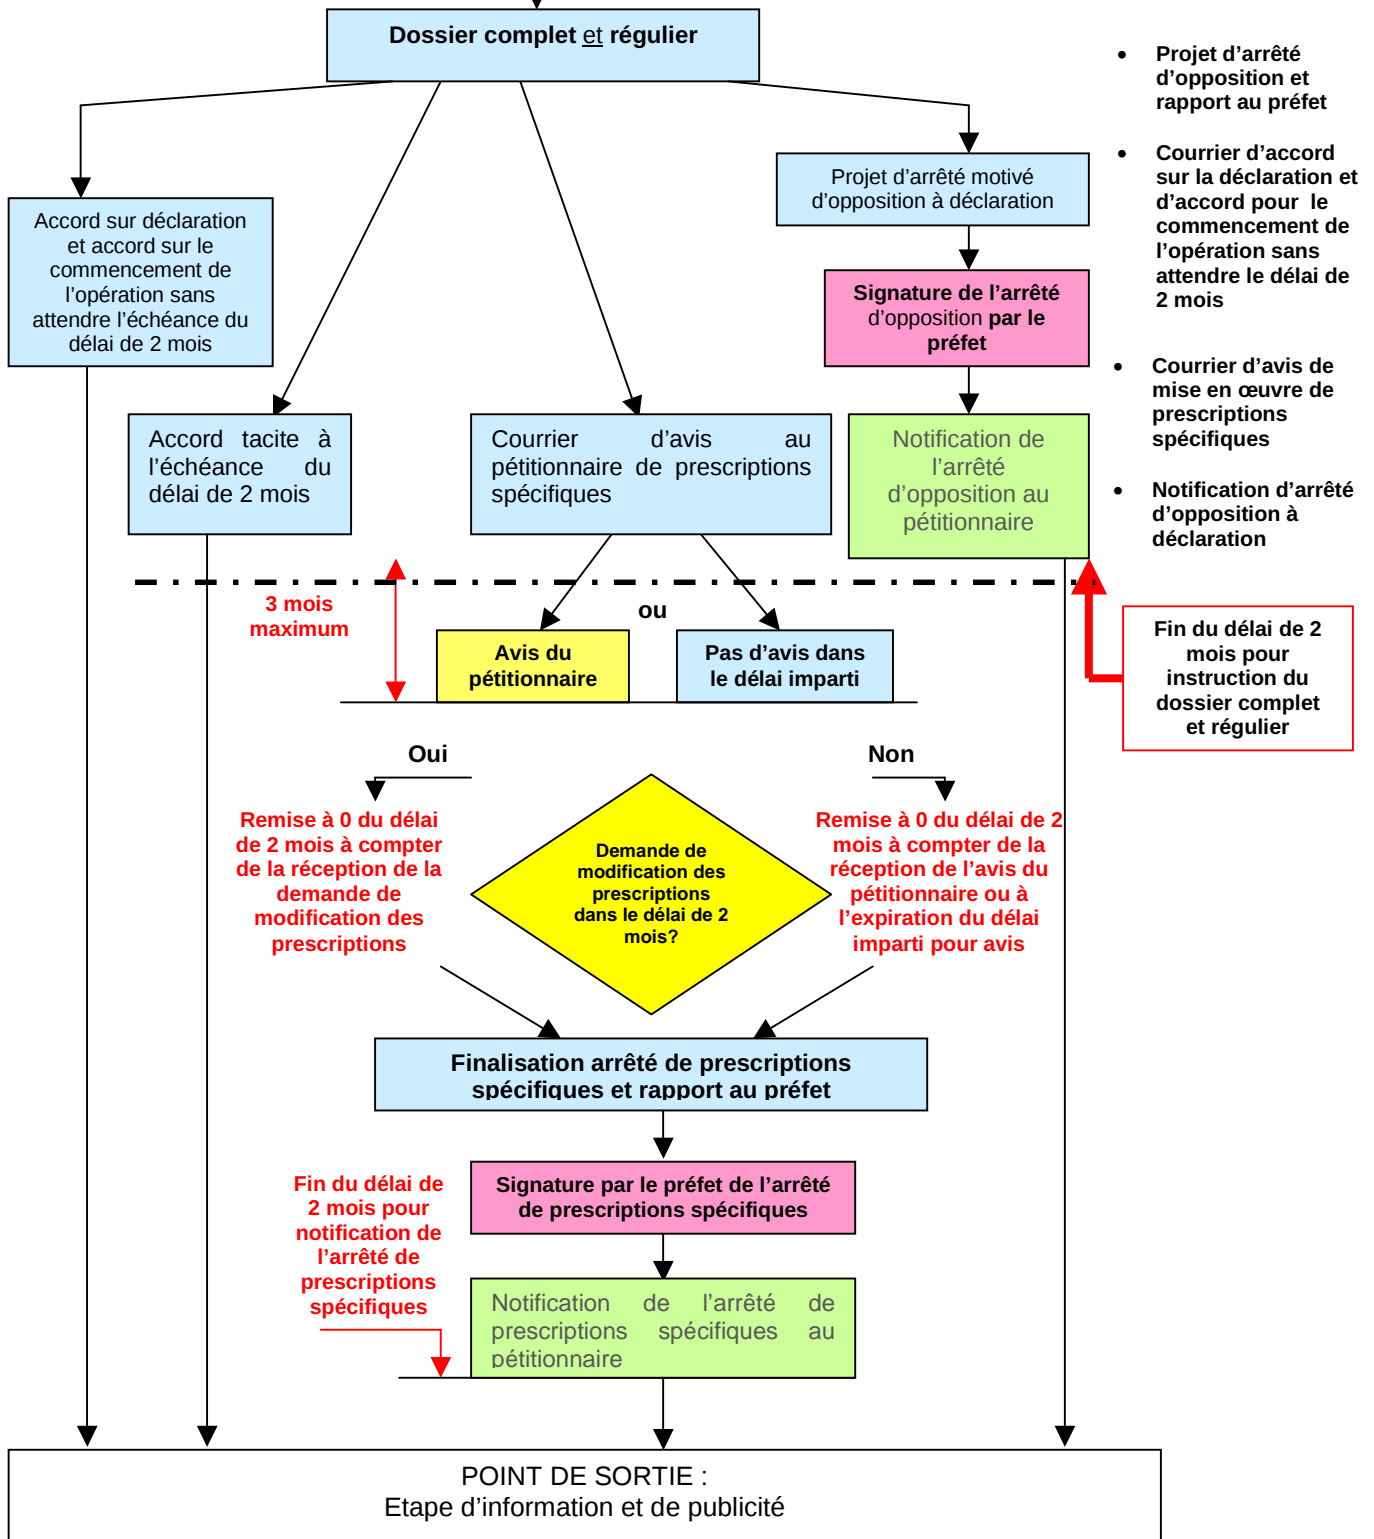 Dossier complet et régulier
Projet d’arrêté motivé
d’opposition à déclaration
Accord sur déclaration
et accord sur le
commencement de
l’opération sans
attendre l’échéance du
délai de 2 mois
Signature de l’arrêté
d’opposition par le
préfet
Accord tacite à
l’échéance du
délai de 2 mois
Courrier d’avis au
pétitionnaire de prescriptions
spécifiques
Notification de
l’arrêté
d’opposition au
pétitionnaire
• Projet d’arrêté
d’opposition et
rapport au préfet
• Courrier d’accord
sur la déclaration et
d’accord pour le
commencement de
l’opération sans
attendre le délai de
2 mois
• Courrier d’avis de
mise en œuvre de
prescriptions
spécifiques
• Notification d’arrêté
d’opposition à
déclaration
3 mois
maximum
ou
Avis du
pétitionnaire
Pas d’avis dans
le délai imparti
Fin du délai de 2
mois pour
instruction du
dossier complet
et régulier
Oui
Non
Remise à 0 du délai
de 2 mois à compter
de la réception de la
demande de
modification des
prescriptions
Demande de
modification des
prescriptions
dans le délai de 2
mois?
Remise à 0 du délai de 2
mois à compter de la
réception de l’avis du
pétitionnaire ou à
l’expiration du délai
imparti pour avis
Finalisation arrêté de prescriptions
spécifiques et rapport au préfet
Signature par le préfet de l’arrêté
de prescriptions spécifiques
Fin du délai de
2 mois pour
notification de
l’arrêté de
prescriptions
spécifiques
Notification de l’arrêté de
prescriptions spécifiques au
pétitionnaire
POINT DE SORTIE :
Etape d’information et de publicité